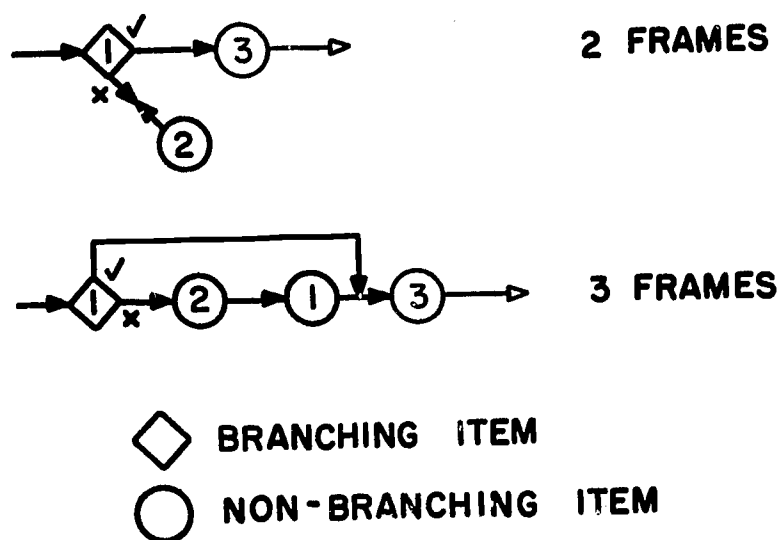 1 ✓ 3 2 FRAMES
x
2
✓
1 x 2 1 3 3 FRAMES
BRANCHING ITEM
NON-BRANCHING ITEM